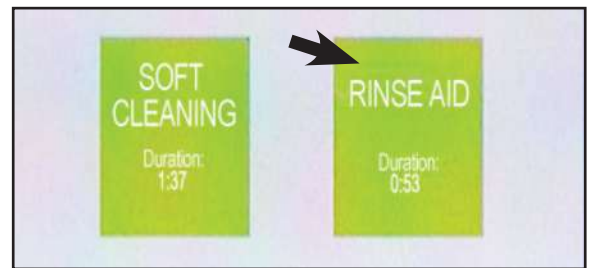 SOFT
CLEANING
Duration:
1:37
RINSE AID
Duration:
0:53